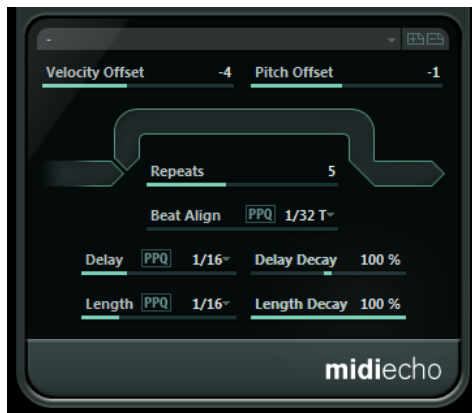 -
Velocity Offset -4 Pitch Offset -1
Repeats 5
Beat Align PPQ 1/32 T
Delay PPQ 1/16 Delay Decay 100 %
Length PPQ 1/16 Length Decay 100 %
midiecho